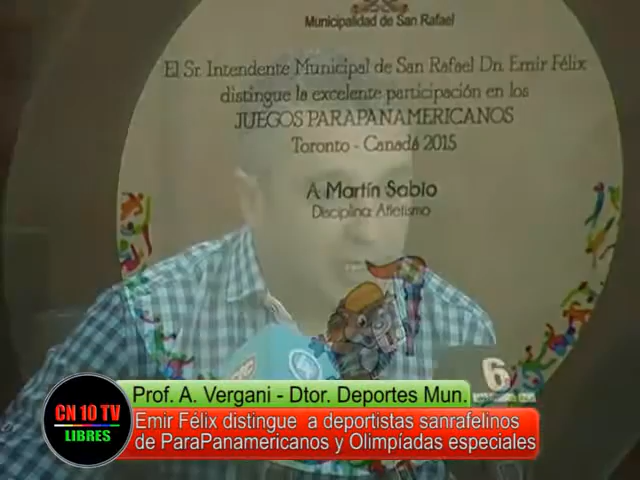 Municipalidad de San Rafael
El Sr. Intendente Municipal de San Rafael Dn. Emir Félix
distingue la excelente participación en los
JUEGOS PARAPANAMERICANOS
Toronto - Canadá 2015
A Martín Sabio
Disciplina: Atletismo
6
Prof. A. Vergani - Dtor. Deportes Mun.
CN 10 TV
LIBRES
Emir Félix distingue a deportistas sanrafelinos
de ParaPanamericanos y Olimpíadas especiales